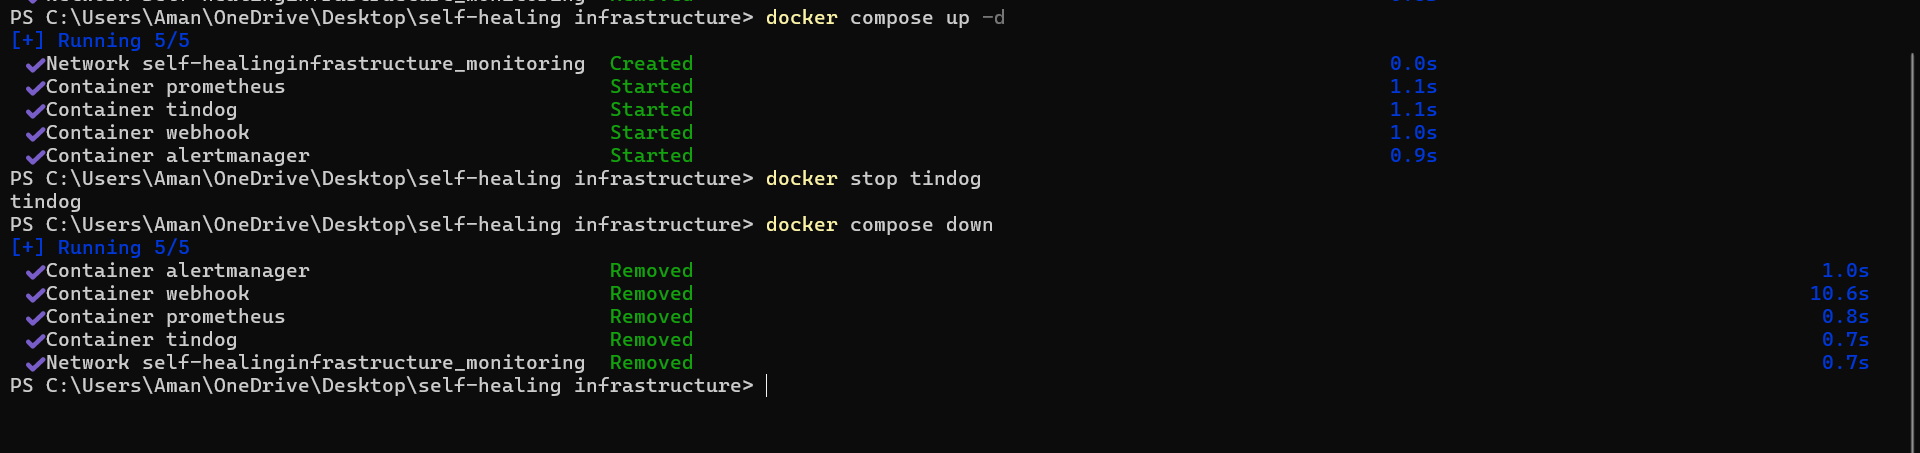 PS C:\Users\Aman\OneDrive\Desktop\self-healing infrastructure> docker compose up -d
[+] Running 5/5
✔Network self-healinginfrastructure_monitoring Created 0.0s
✔Container prometheus Started 1.1s
✔Container tindog Started 1.1s
✔Container webhook Started 1.0s
✔Container alertmanager Started 0.9s
PS C:\Users\Aman\OneDrive\Desktop\self-healing infrastructure> docker stop tindog
tindog
PS C:\Users\Aman\OneDrive\Desktop\self-healing infrastructure> docker compose down
[+] Running 5/5
✔Container alertmanager Removed 1.0s
✔Container webhook Removed 10.6s
✔Container prometheus Removed 0.8s
✔Container tindog Removed 0.7s
✔Network self-healinginfrastructure_monitoring Removed 0.7s
PS C:\Users\Aman\OneDrive\Desktop\self-healing infrastructure>